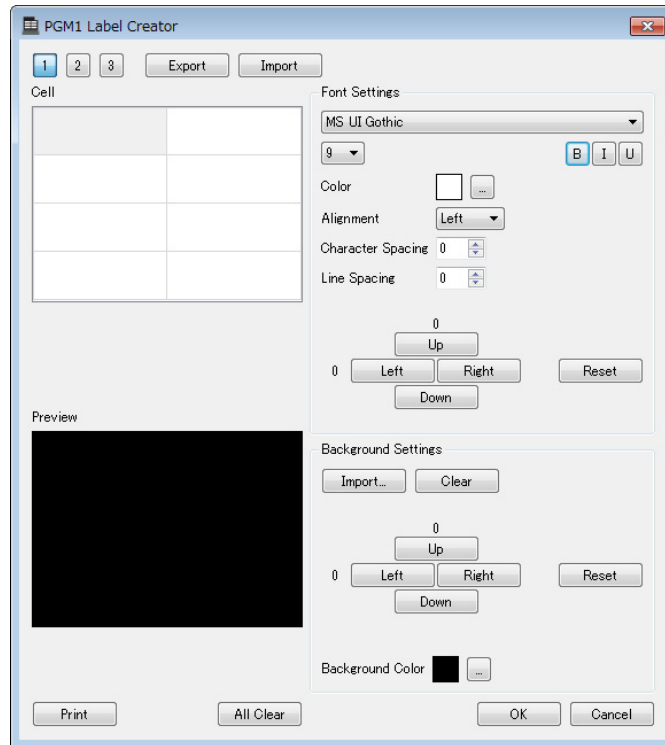 PGM1 Label Creator
1 2 3 Export Import
Cell
Font Settings
MS UI Gothic
9 B I U
Color ...
Alignment Left
Character Spacing 0
Line Spacing 0
0
Up
0 Left Right Reset
Down
Preview
Background Settings
Import... Clear
0
Up
0 Left Right Reset
Down
Background Color ...
Print All Clear OK Cancel